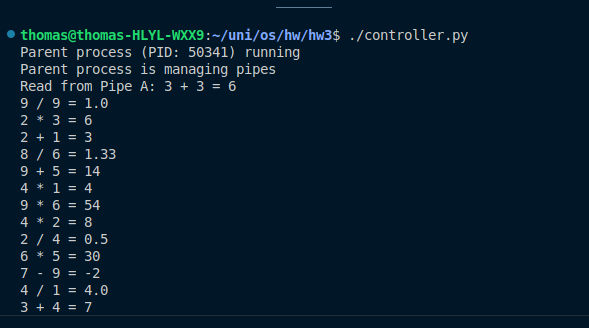 thomas@thomas-HLYL-WXX9:~/uni/os/hw/hw3$ ./controller.py
Parent process (PID: 50341) running
Parent process is managing pipes
Read from Pipe A: 3 + 3 = 6
9 / 9 = 1.0
2 * 3 = 6
2 + 1 = 3
8 / 6 = 1.33
9 + 5 = 14
4 * 1 = 4
9 * 6 = 54
4 * 2 = 8
2 / 4 = 0.5
6 * 5 = 30
7 - 9 = -2
4 / 1 = 4.0
3 + 4 = 7